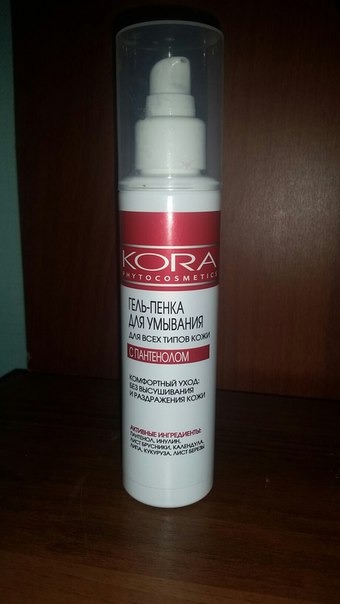 KORA
PHYTOCOSMETICS
ГЕЛЬ-ПЕНКА
ДЛЯ УМЫВАНИЯ
ДЛЯ ВСЕХ ТИПОВ КОЖИ
С ПАНТЕНОЛОМ
КОМФОРТНЫЙ УХОД:
БЕЗ ВЫСУШИВАНИЯ
И РАЗДРАЖЕНИЯ КОЖИ
АКТИВНЫЕ ИНГРЕДИЕНТЫ:
ПАНТЕНОЛ, ИНУЛИН,
ЛИСТ БРУСНИКИ, КАЛЕНДУЛА,
ЛИПА, КУКУРУЗА, ЛИСТ БЕРЕЗЫ